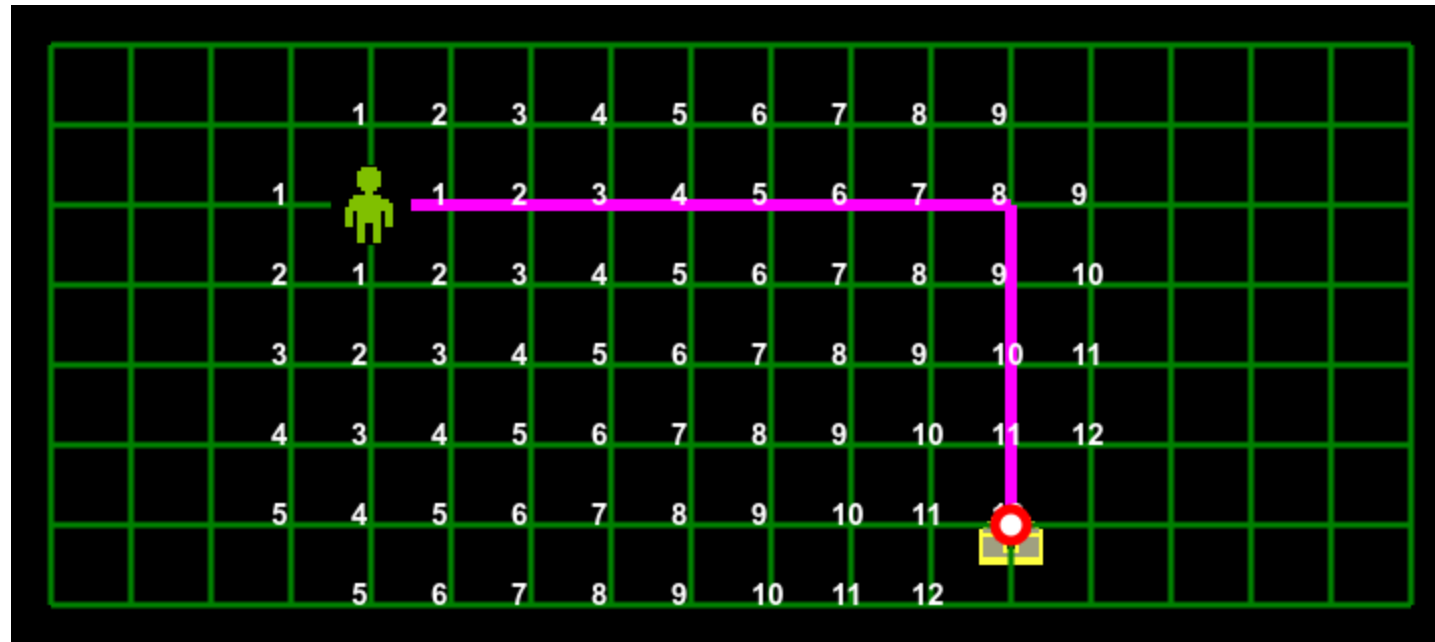 1 2 3 4 5 6 7 8 9
1 1 2 3 4 5 6 7 8 9
2 1 2 3 4 5 6 7 8 9 10
3 2 3 4 5 6 7 8 9 10 11
4 3 4 5 6 7 8 9 10 11 12
5 4 5 6 7 8 9 10 11
5 6 7 8 9 10 11 12